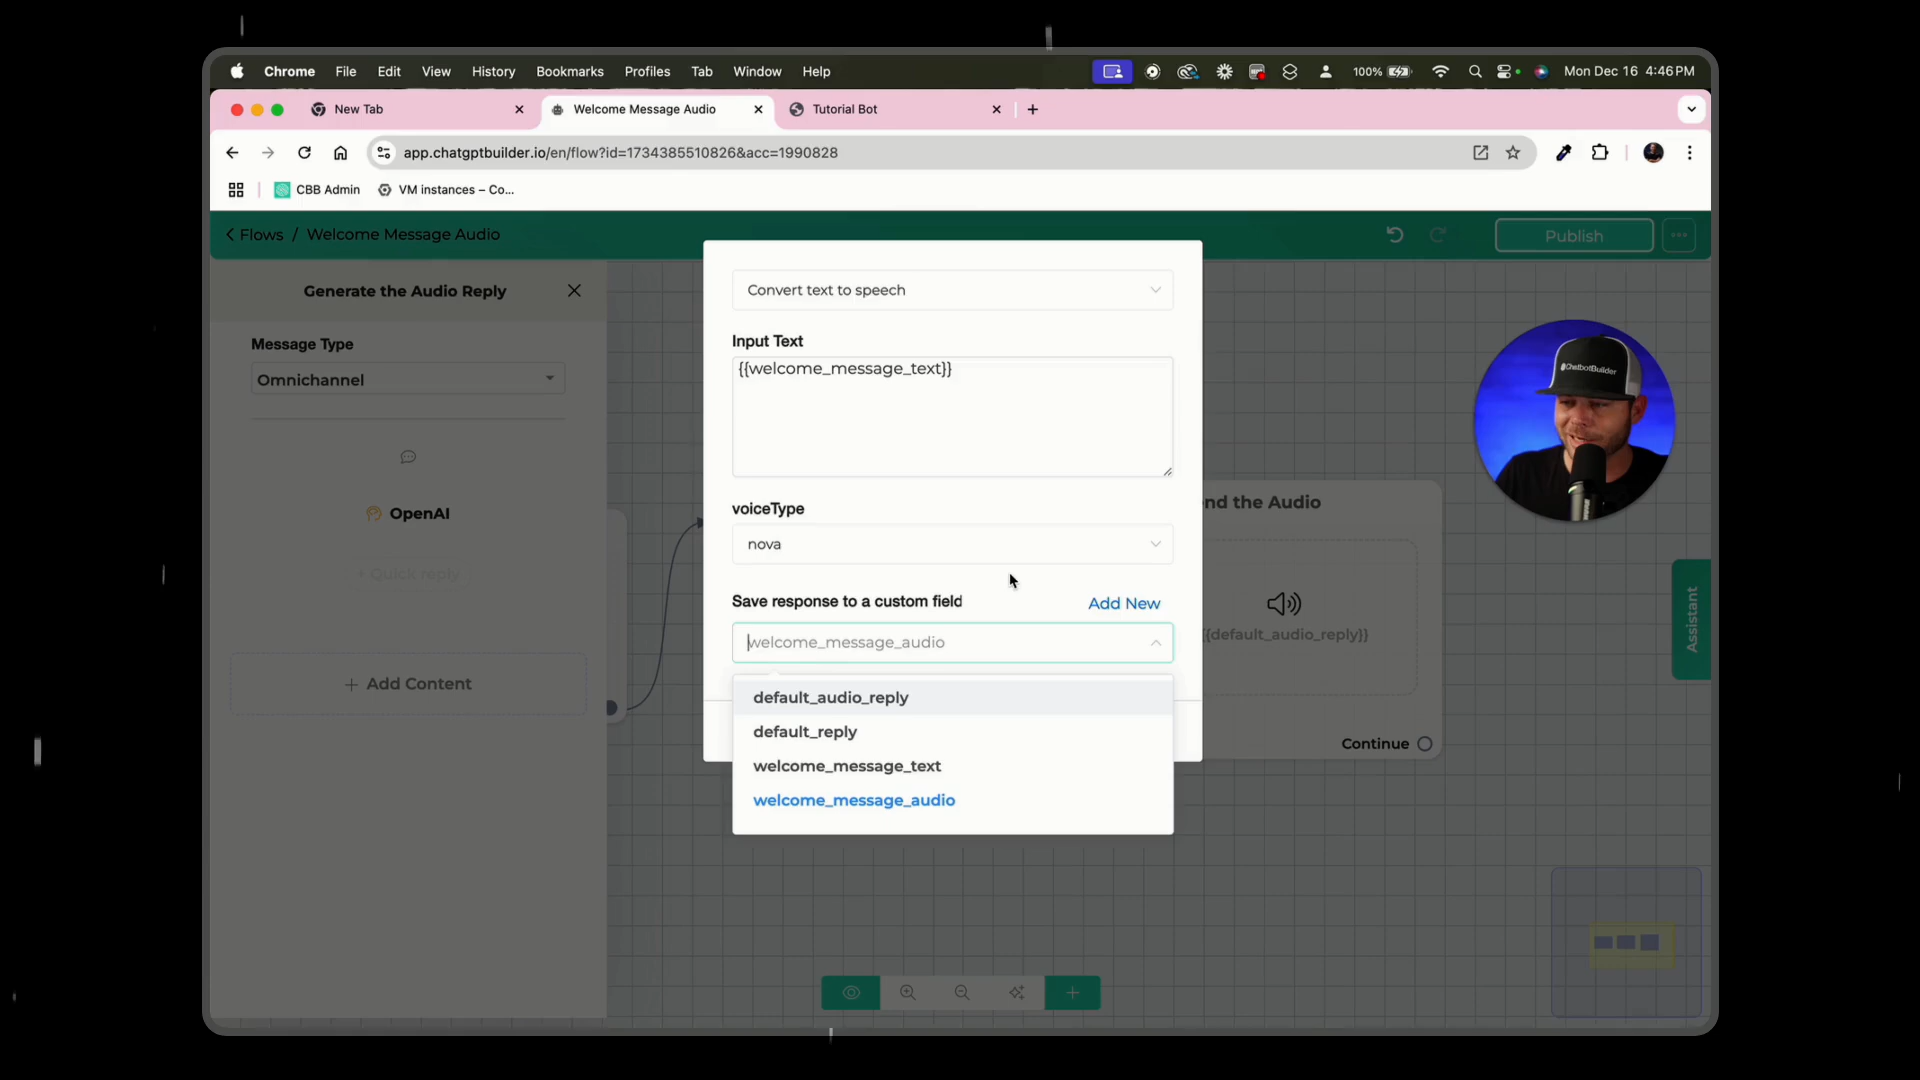 Chrome File Edit View History Bookmarks Profiles Tab Window Help 100% Mon Dec 16 4:46 PM
New Tab Welcome Message Audio Tutorial Bot
app.chatgptbuilder.io/en/flow?id=1734385510826&acc=1990828
CBB Admin VM instances – Co...
Flows / Welcome Message Audio Publish
Generate the Audio Reply
Message Type
Omnichannel
OpenAI
+ Quick reply
+ Add Content
Convert text to speech
Input Text
{{welcome_message_text}}
voiceType
nova
Save response to a custom field Add New
welcome_message_audio
default_audio_reply
default_reply
welcome_message_text
welcome_message_audio
nd the Audio
{{default_audio_reply}}
Continue
ChatbotBuilder
Assistant